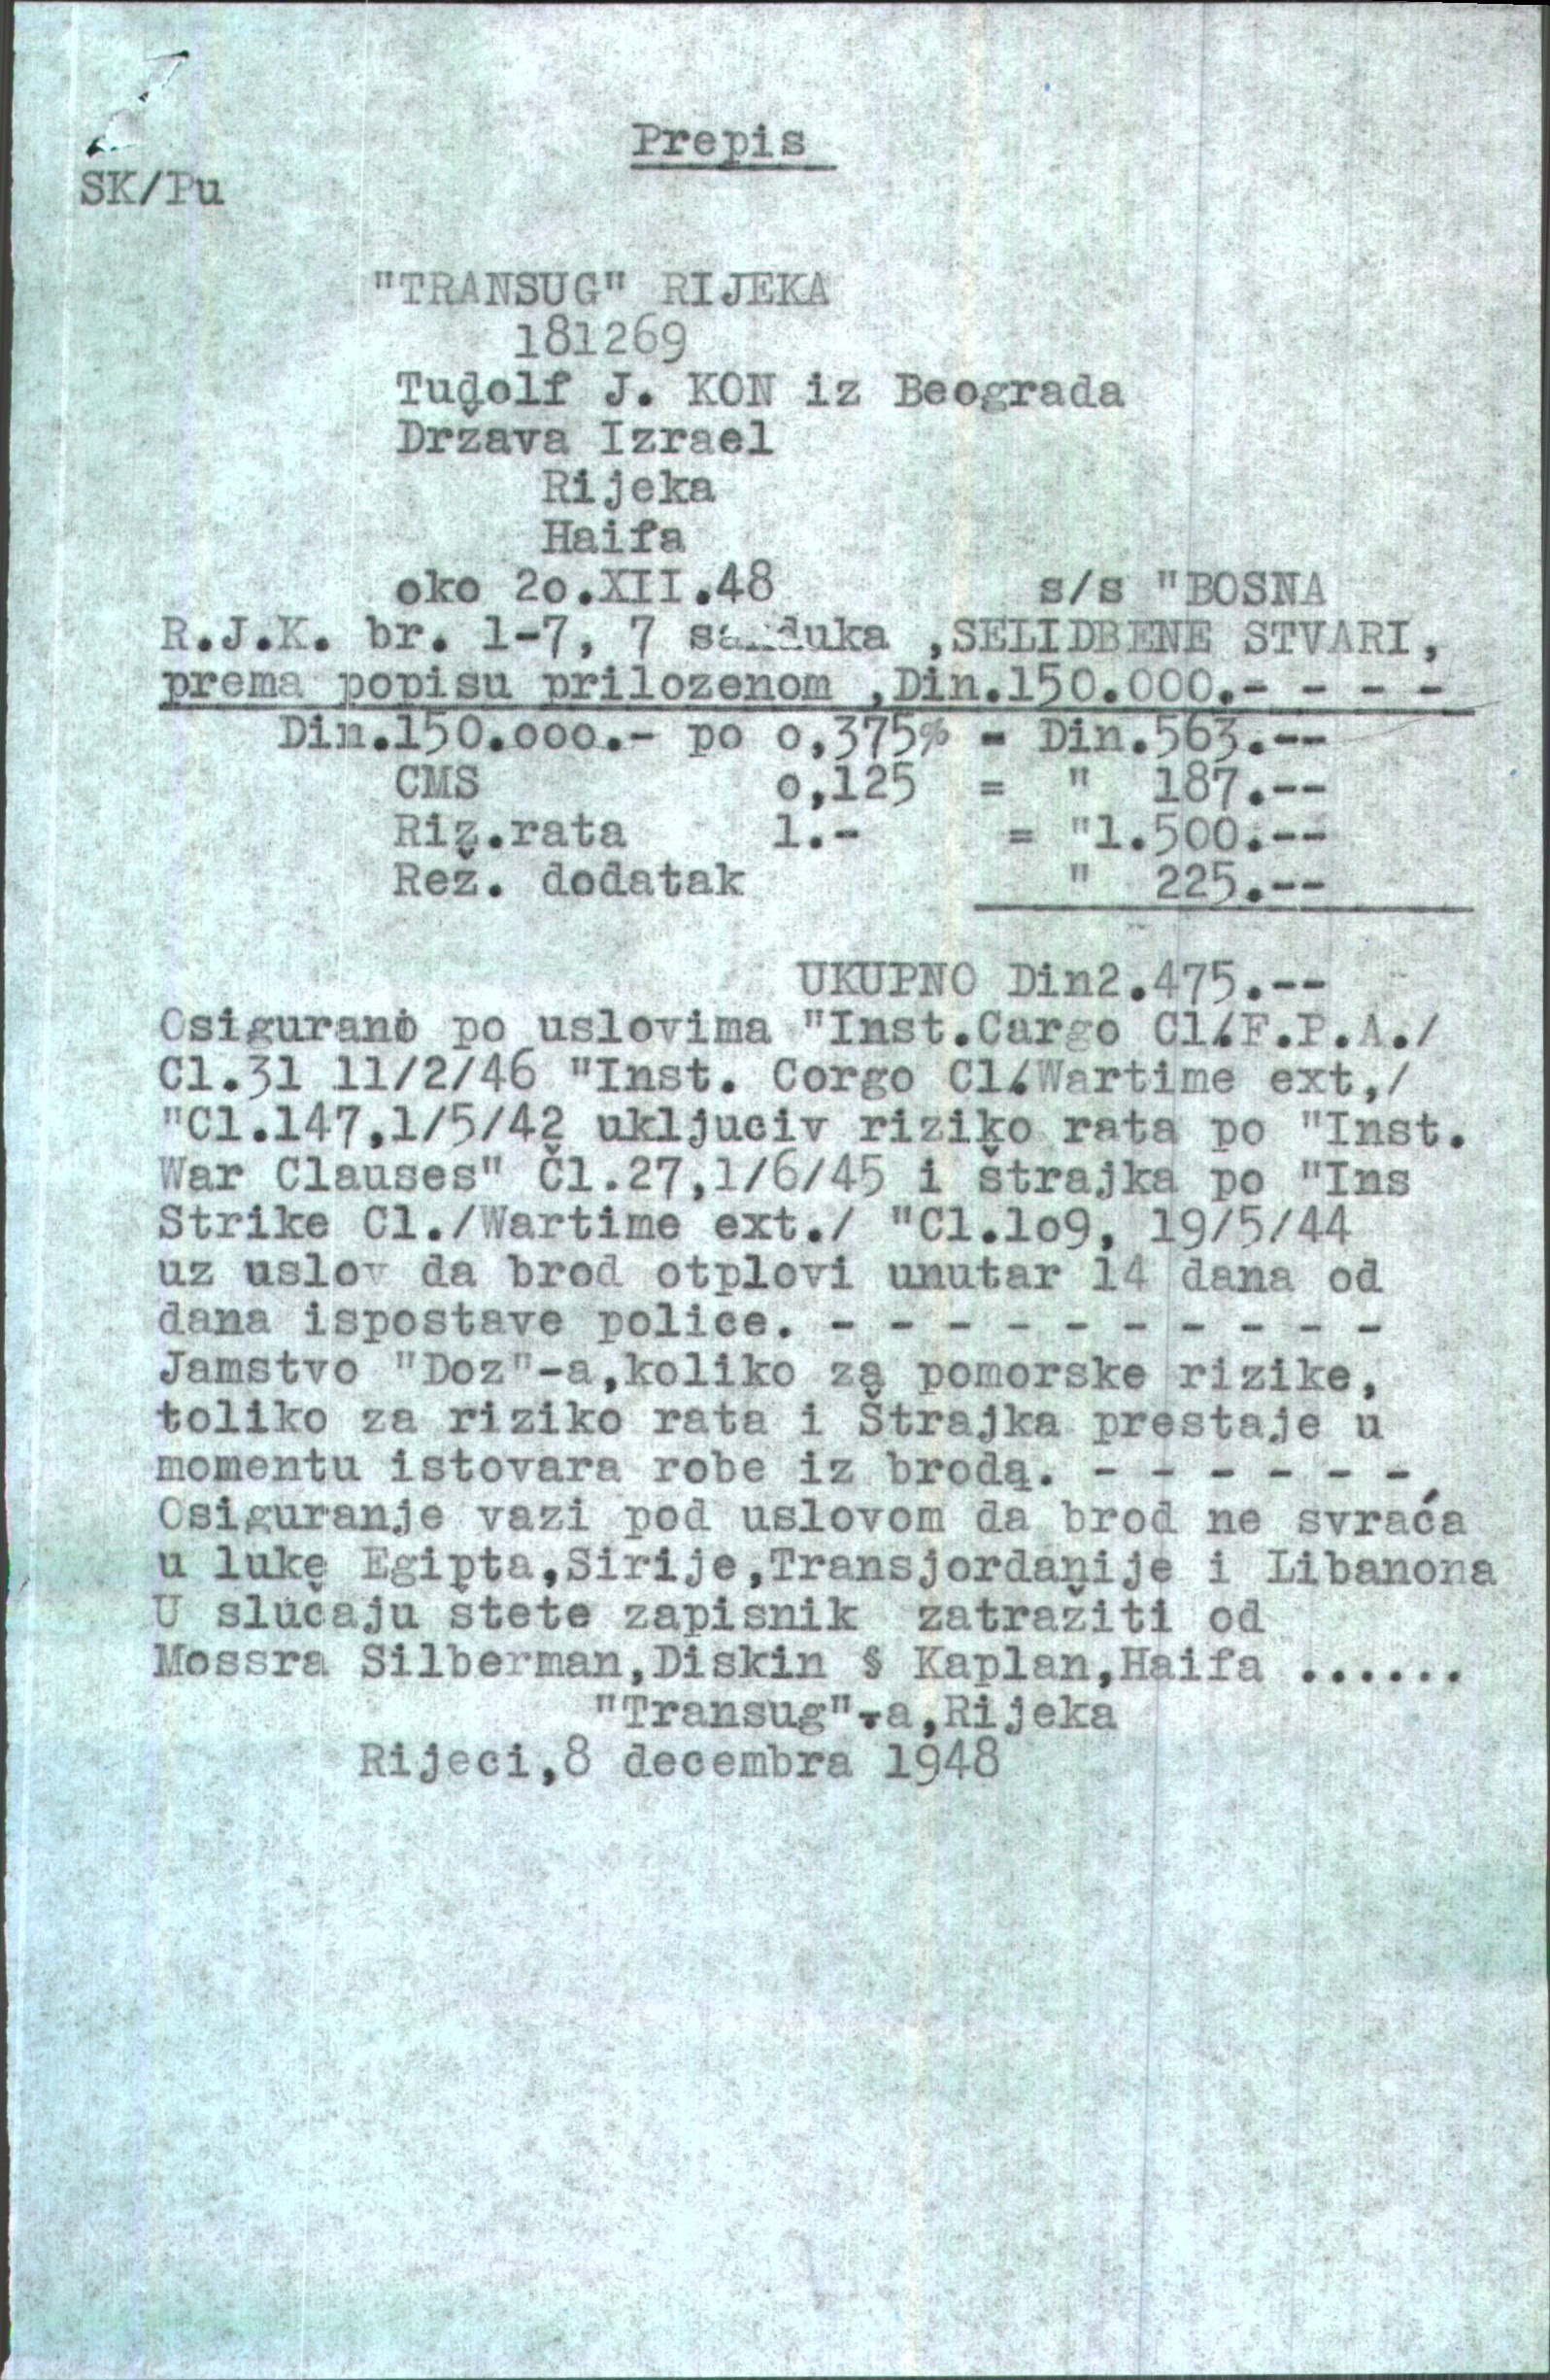 Prepis
SK/Pu
"TRANSUG" RIJEKA
181269
Tudolf J. KON iz Beograda
Država Izrael
Rijeka
Haifa
oko 2o.XII.48 s/s "BOSNA
R.J.K. br. 1-7, 7 sanduka ,SELIDBENE STVARI,
prema popisu prilozenom ,Din.150.000.- - - - -
Din.150.ooo.- po o,375% = Din.563.--
CMS o,125 = " 187.--
Riz.rata 1.- = "1.500.--
Rež. dodatak " 225.--
UKUPNO Din2.475.--
Osigurano po uslovima "Inst.Cargo Cl./F.P.A./
Cl.31 11/2/46 "Inst. Corgo Cl./Wartime ext,/
"Cl.147,1/5/42 ukljuciv riziko rata po "Inst.
War Clauses" Čl.27,1/6/45 i štrajka po "Ins
Strike Cl./Wartime ext./ "Cl.1o9, 19/5/44
uz uslov da brod otplovi unutar 14 dana od
dana ispostave police. - - - - - - - - - -
Jamstvo "Doz"-a,koliko za pomorske rizike,
toliko za riziko rata i štrajka prestaje u
momentu istovara robe iz broda. - - - - - -
Osiguranje vazi pod uslovom da brod ne svraća
u luke Egipta,Sirije,Transjordanije i Libanona
U slučaju štete zapisnik zatražiti od
Mossra Silberman,Diskin § Kaplan,Haifa ......
"Transug"-a,Rijeka
Rijeci,8 decembra 1948